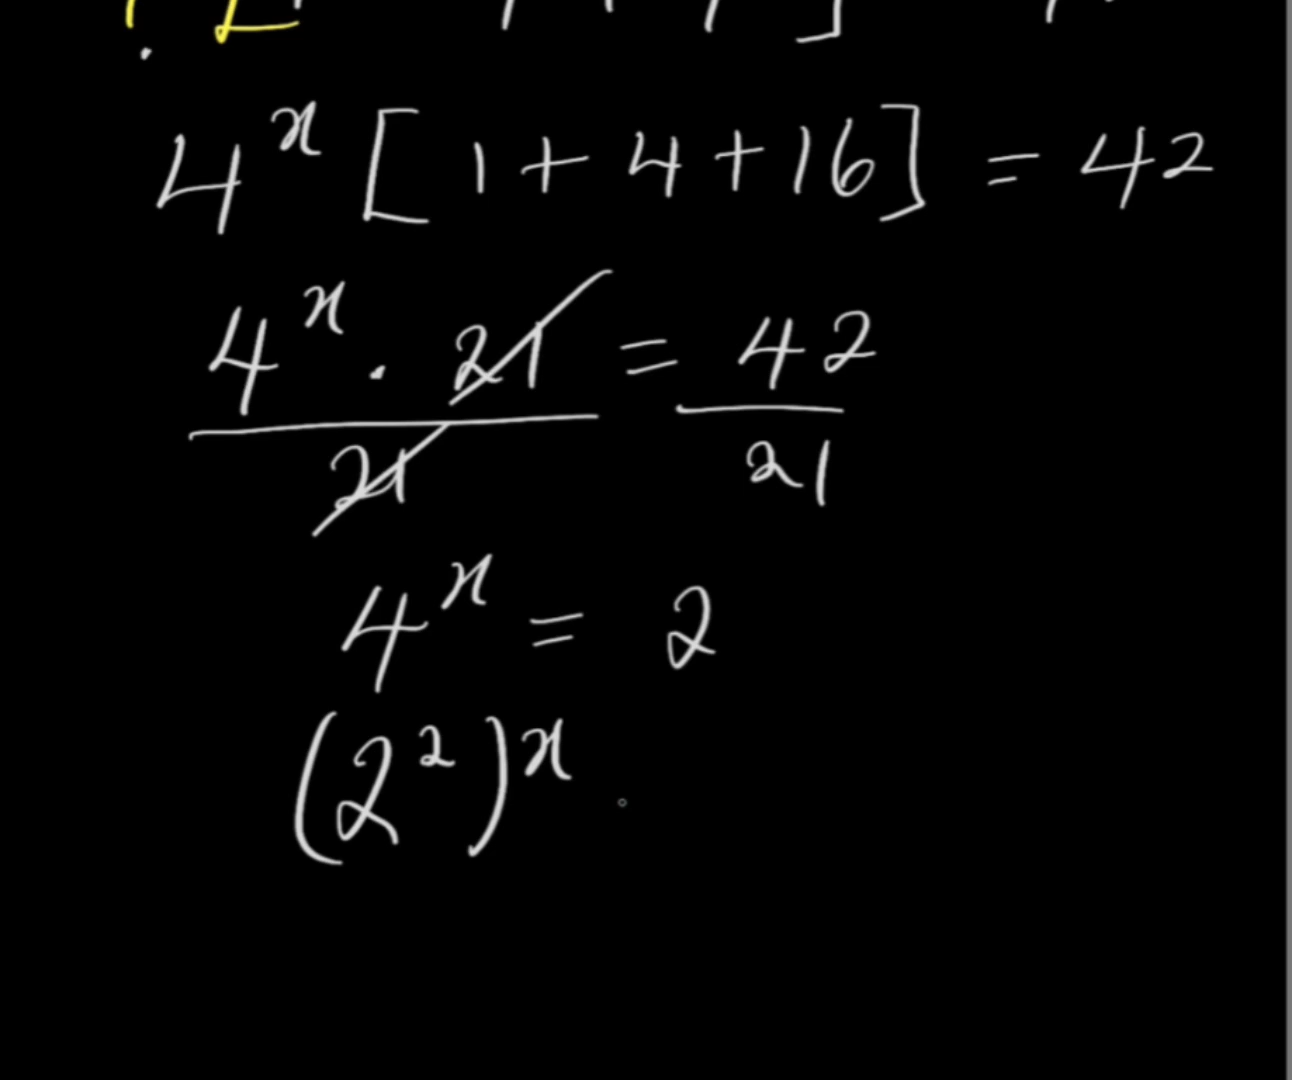 4^x [1 + 4 + 16] = 42
4^x . 21 = 42
21 21
4^x = 2
(2^2)^x